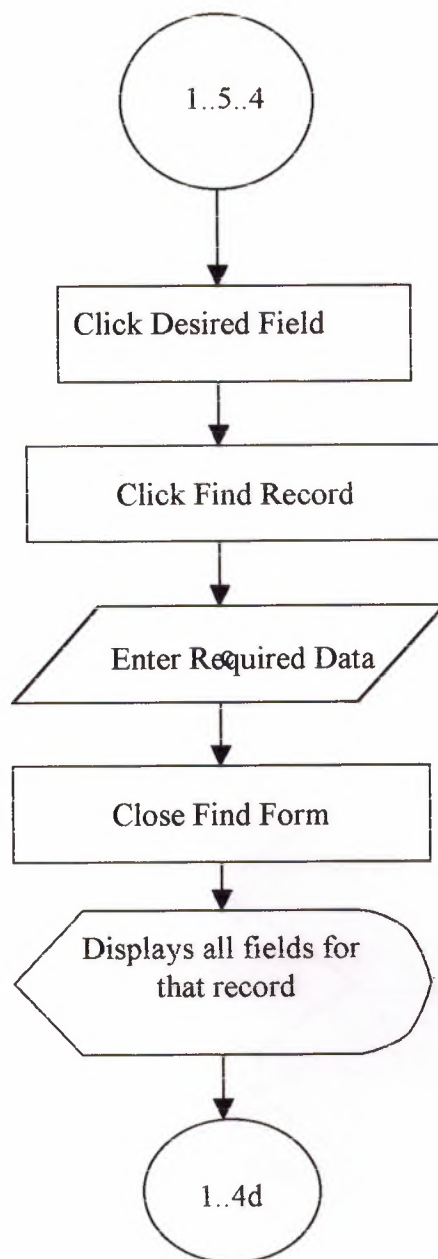 1..5..4
Click Desired Field
Click Find Record
Enter Required Data
Close Find Form
Displays all fields for
that record
1..4d